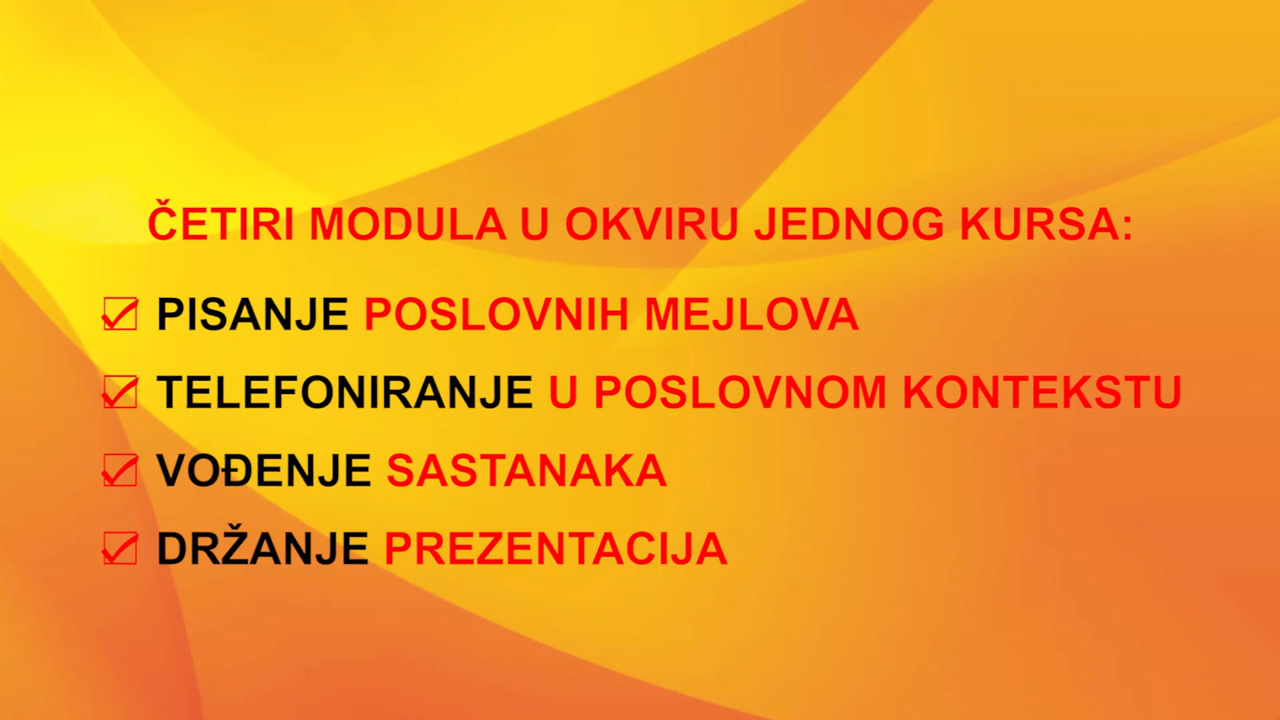 ČETIRI MODULA U OKVIRU JEDNOG KURSA:
PISANJE POSLOVNIH MEJLOVA
TELEFONIRANJE U POSLOVNOM KONTEKSTU
VOĐENJE SASTANAKA
DRŽANJE PREZENTACIJA